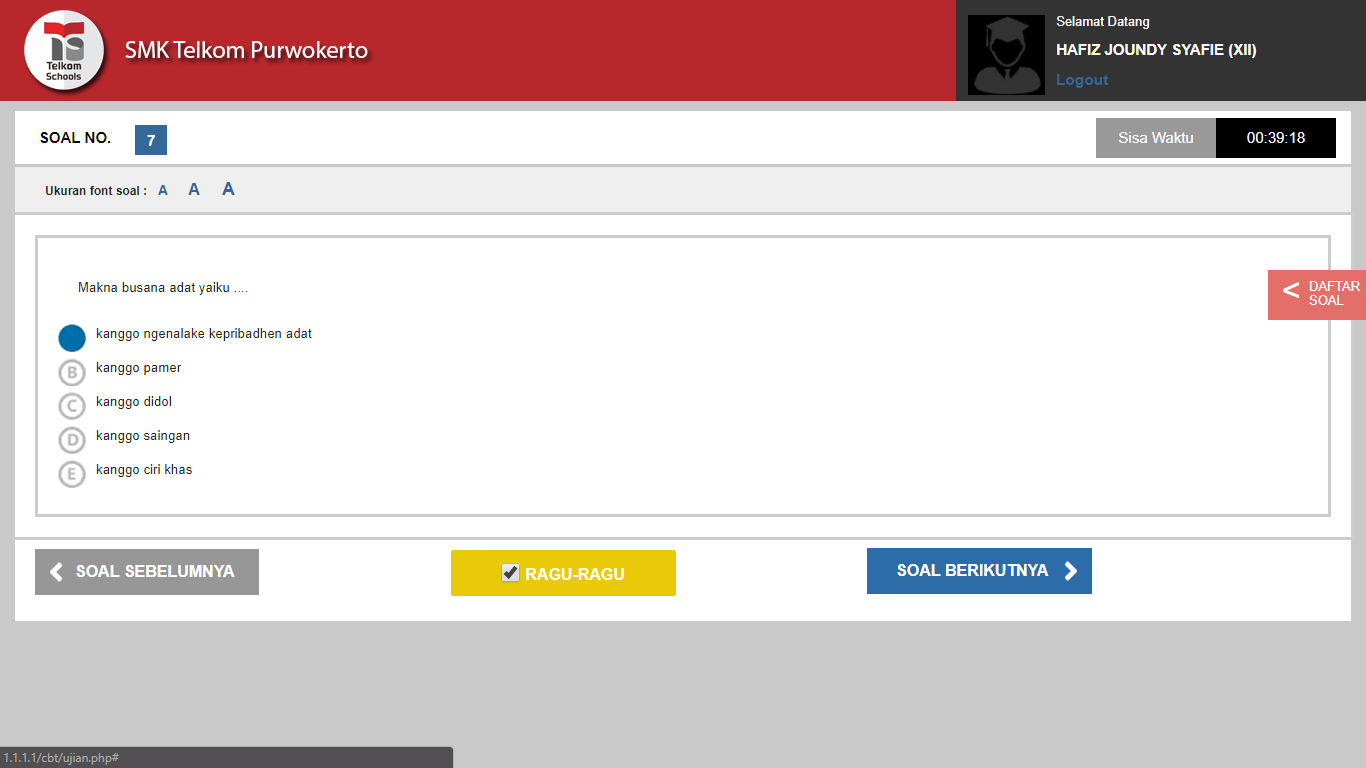 Telkom
Schools
SMK Telkom Purwokerto
Selamat Datang
HAFIZ JOUNDY SYAFIE (XII)
Logout
SOAL NO. 7
Sisa Waktu 00:39:18
Ukuran font soal : A A A
DAFTAR
SOAL
Makna busana adat yaiku ....
kanggo ngenalake kepribadhen adat
B kanggo pamer
C kanggo didol
D kanggo saingan
E kanggo ciri khas
SOAL SEBELUMNYA RAGU-RAGU SOAL BERIKUTNYA
1.1.1.1/cbt/ujian.php#